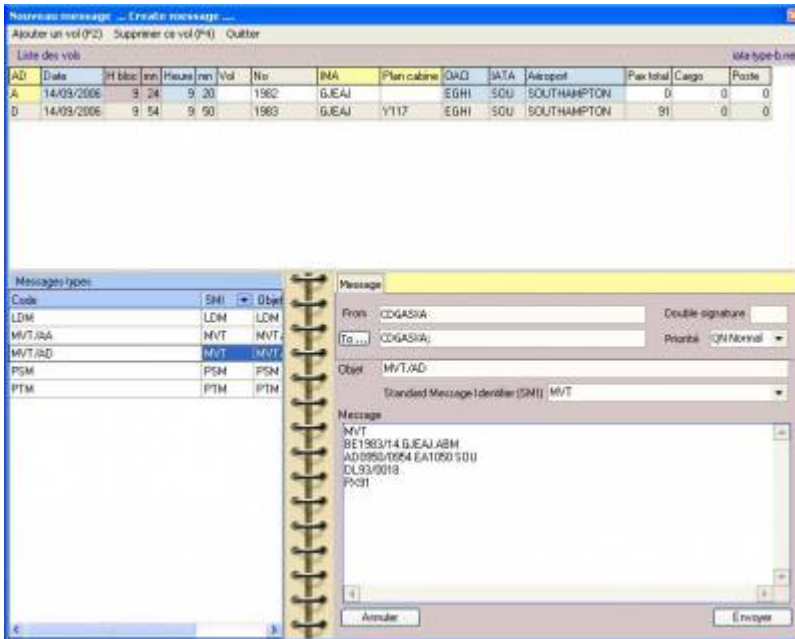 Nouveau message ... Create message ....
Ajouter un vol (F2) Supprimer ce vol (F4) Quitter
Liste des vols iata-type-b.net
AD Date H bloc mn Heure mn Vol No IMA Plan cabine OACI IATA Aéroport Pax total Cargo Poste
A 14/09/2006 9 24 9 20 1982 GJEAJ EGHI SOU SOUTHAMPTON 0 0 0
D 14/09/2006 9 54 9 50 1983 GJEAJ Y117 EGHI SOU SOUTHAMPTON 91 0 0
Messages types
Code SMI Objet
LDM LDM LDM
MVT/AA MVT MVT/
MVT/AD MVT MVT/
PSM PSM PSM
PTM PTM PTM
Message
From CDGASXA Double signature
To ... CDGASXA; Priorité QN Normal
Objet MVT/AD
Standard Message Identifier (SMI) MVT
Message
MVT
BE1983/14.GJEAJ.ABM
AD0950/0954 EA1050 SOU
DL93/0018
PX91
Annuler Envoyer